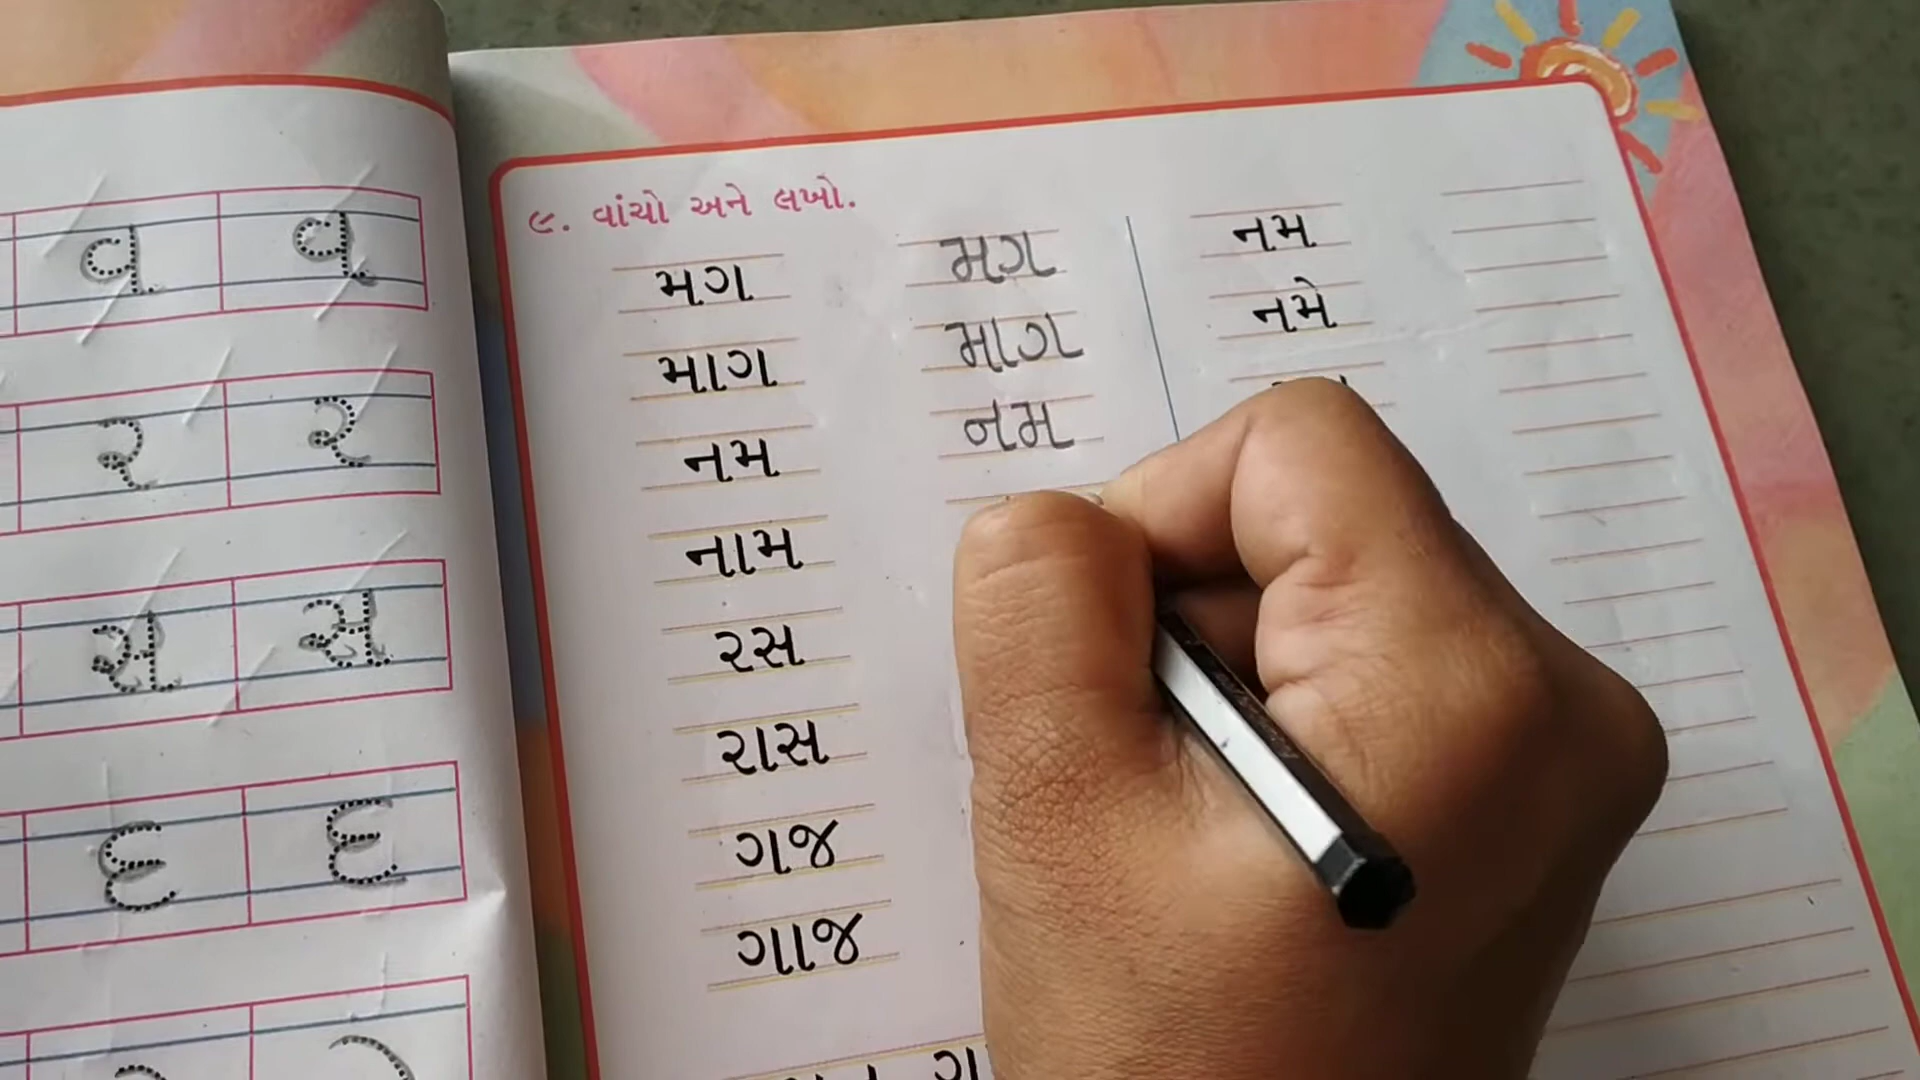 વ વ
ર ર
સ સ
ઘ ઘ
૯. વાંચો અને લખો.
મગ મગ નમ
માગ માગ નમે
નમ નમ
નામ
રસ
રાસ
ગજ
ગાજ